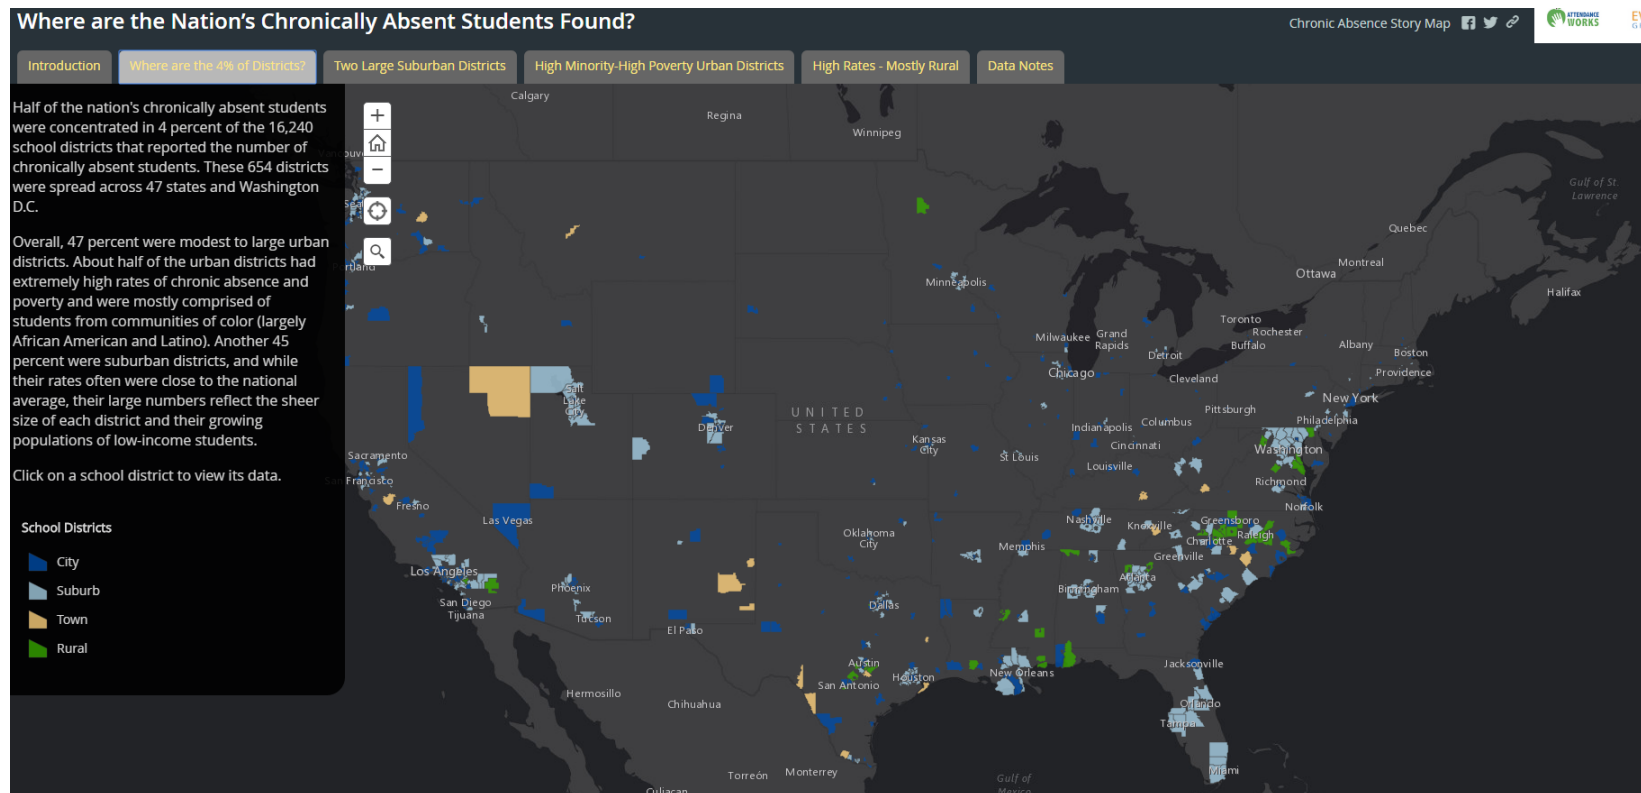 Where are the Nation's Chronically Absent Students Found?
Chronic Absence Story Map
ATTENDANCE
WORKS
Introduction
Where are the 4% of Districts?
Two Large Suburban Districts
High Minority-High Poverty Urban Districts
High Rates - Mostly Rural
Data Notes
Half of the nation's chronically absent students
were concentrated in 4 percent of the 16,240
school districts that reported the number of
chronically absent students. These 654 districts
were spread across 47 states and Washington
D.C.
Overall, 47 percent were modest to large urban
districts. About half of the urban districts had
extremely high rates of chronic absence and
poverty and were mostly comprised of
students from communities of color (largely
African American and Latino). Another 45
percent were suburban districts, and while
their rates often were close to the national
average, their large numbers reflect the sheer
size of each district and their growing
populations of low-income students.
Click on a school district to view its data.
School Districts
City
Suburb
Town
Rural
+
−
Calgary
Regina
Winnipeg
Gulf of St.
Lawrence
Quebec
Montreal
Ottawa
Halifax
Portland
Minneapolis
Toronto
Rochester
Buffalo
Milwaukee
Grand
Rapids
Detroit
Albany
Boston
Providence
Chicago
Cleveland
New York
Salt
Lake
City
UNITED
STATES
Pittsburgh
Philadelphia
Denver
Kansas
City
St Louis
Indianapolis
Columbus
Cincinnati
Louisville
Washington
Richmond
Norfolk
Sacramento
San Francisco
Fresno
Las Vegas
Oklahoma
City
Nashville
Knoxville
Greensboro
Raleigh
Charlotte
Greenville
Memphis
Los Angeles
Phoenix
Birmingham
Atlanta
San Diego
Tijuana
Tucson
El Paso
Dallas
Austin
San Antonio
Houston
New Orleans
Jacksonville
Hermosillo
Chihuahua
Orlando
Tampa
Miami
Torreón
Monterrey
Culiacan
Gulf of
Mexico